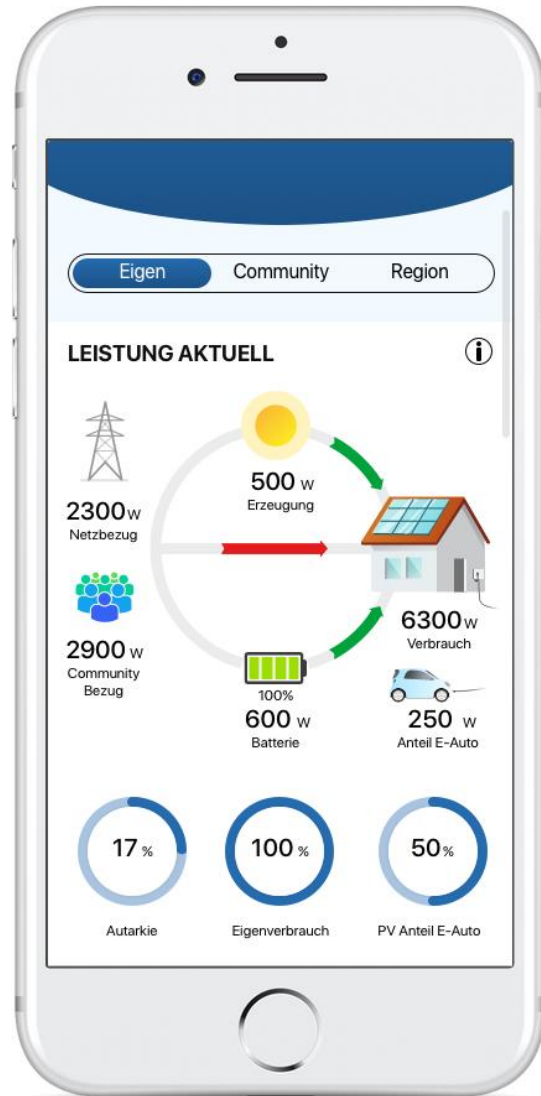 Eigen Community Region
LEISTUNG AKTUELL i
500 W
Erzeugung
2300 W
Netzbezug
6300 W
Verbrauch
2900 W
Community
Bezug
100%
600 W
Batterie
250 W
Anteil E-Auto
17 % 100 % 50 %
Autarkie Eigenverbrauch PV Anteil E-Auto